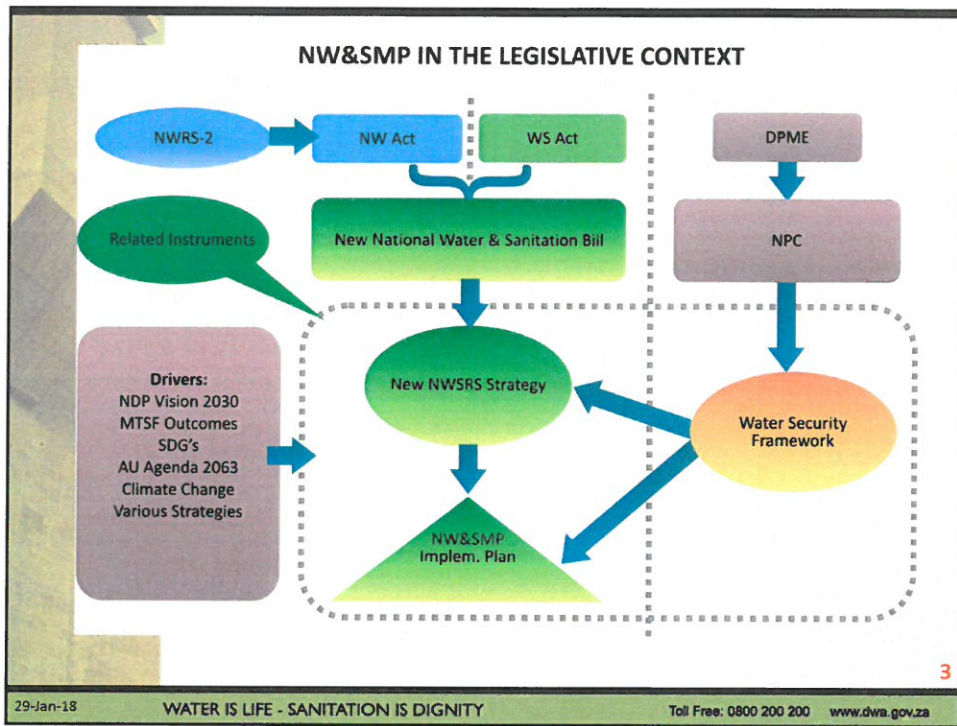 NW&SMP IN THE LEGISLATIVE CONTEXT
NWRS-2
NW Act
WS Act
DPME
Related Instruments
New National Water & Sanitation Bill
NPC
Drivers:
NDP Vision 2030
MTSF Outcomes
SDG's
AU Agenda 2063
Climate Change
Various Strategies
New NWSRS Strategy
Water Security
Framework
NW&SMP
Implem. Plan
3
29-Jan-18
WATER IS LIFE - SANITATION IS DIGNITY
Toll Free: 0800 200 200
www.dwa.gov.za